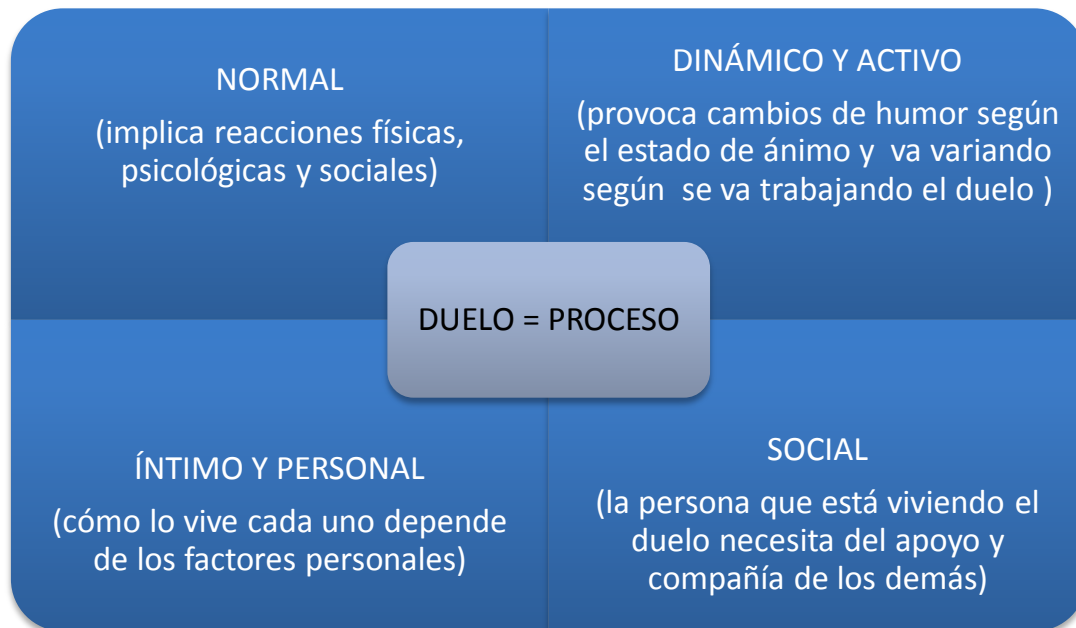 NORMAL
(implica reacciones físicas,
psicológicas y sociales)
DINÁMICO Y ACTIVO
(provoca cambios de humor según
el estado de ánimo y  va variando
según  se va trabajando el duelo )
DUELO = PROCESO
ÍNTIMO Y PERSONAL
(cómo lo vive cada uno depende
de los factores personales)
SOCIAL
(la persona que está viviendo el
duelo necesita del apoyo y
compañía de los demás)